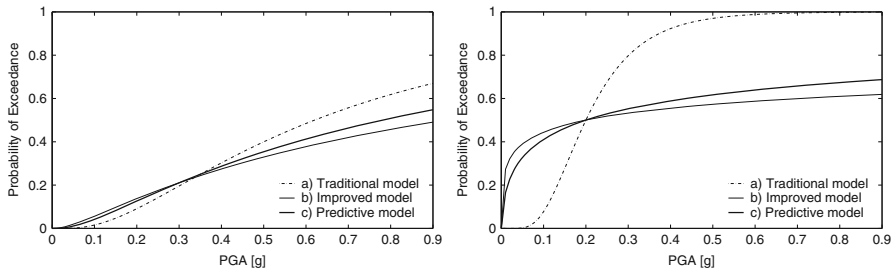 1
0.8
0.6
0.4
0.2
0
Probability of Exceedance
a) Traditional model
b) Improved model
c) Predictive model
0 0.1 0.2 0.3 0.4 0.5 0.6 0.7 0.8 0.9
PGA [g]
1
0.8
0.6
0.4
0.2
0
Probability of Exceedance
a) Traditional model
b) Improved model
c) Predictive model
0 0.1 0.2 0.3 0.4 0.5 0.6 0.7 0.8 0.9
PGA [g]